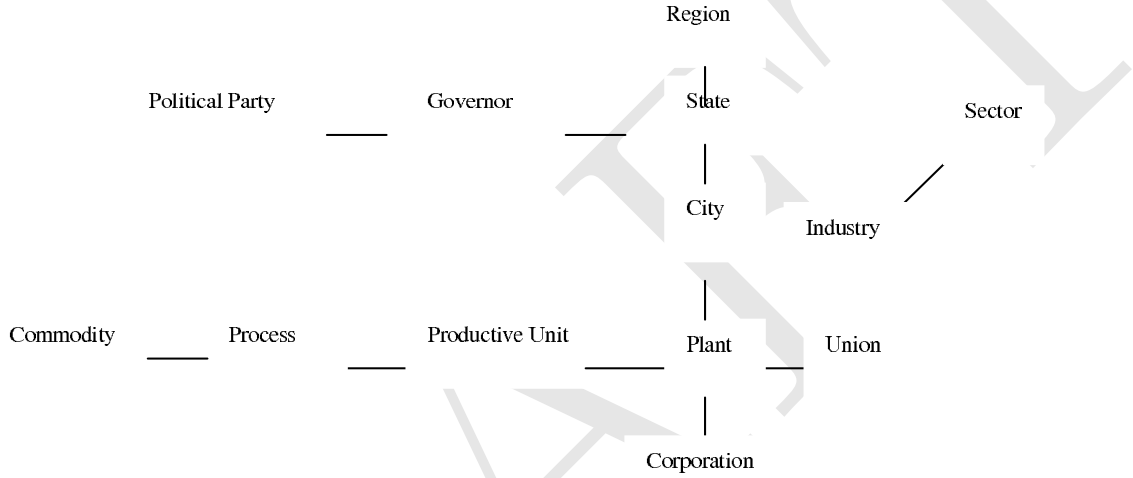 Region
Political Party Governor State
Sector
City
Industry
Commodity Process Productive Unit
Plant Union
Corporation